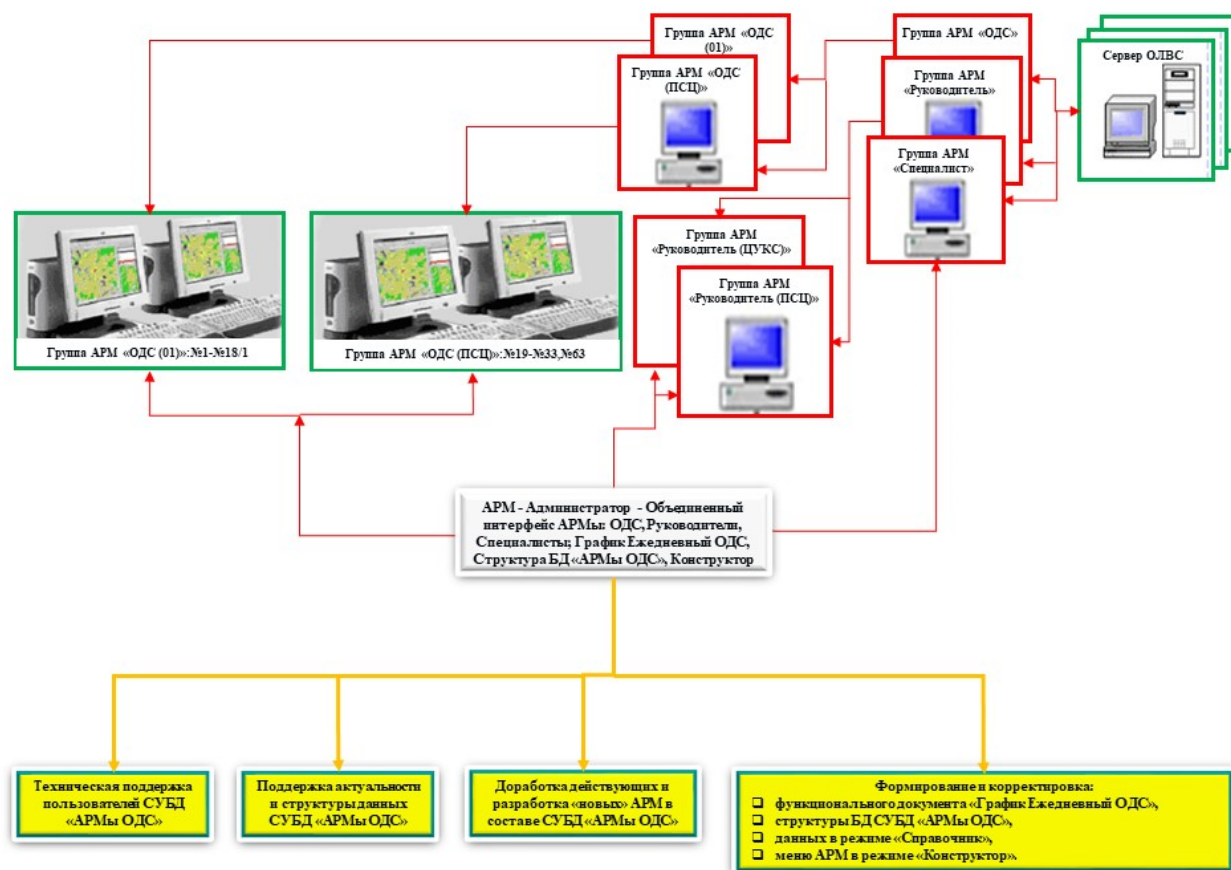 Группа АРМ «ОДС
(01)»
Группа АРМ «ОДС
(ПСЦ)»
Группа АРМ «ОДС»
Группа АРМ
«Руководитель»
Группа АРМ
«Специалист»
Сервер ОЛВС
Группа АРМ
«Руководитель (ЦУКС)»
Группа АРМ
«Руководитель (ПСЦ)»
Группа АРМ «ОДС (01)»:№1-№18/1
Группа АРМ «ОДС (ПСЦ)»:№19-№33,№63
АРМ - Администратор - Объединенный
интерфейс АРМы: ОДС, Руководители,
Специалисты; График Ежедневный ОДС,
Структура БД «АРМы ОДС», Конструктор
Техническая поддержка
пользователей СУБД
«АРМы ОДС»
Поддержка актуальности
и структуры данных
СУБД «АРМы ОДС»
Доработка действующих и
разработка «новых» АРМ в
составе СУБД «АРМы ОДС»
Формирование и корректировка:
❑ функционального документа «График Ежедневный ОДС»,
❑ структуры БД СУБД «АРМы ОДС»,
❑ данных в режиме «Справочник»,
❑ меню АРМ в режиме «Конструктор».